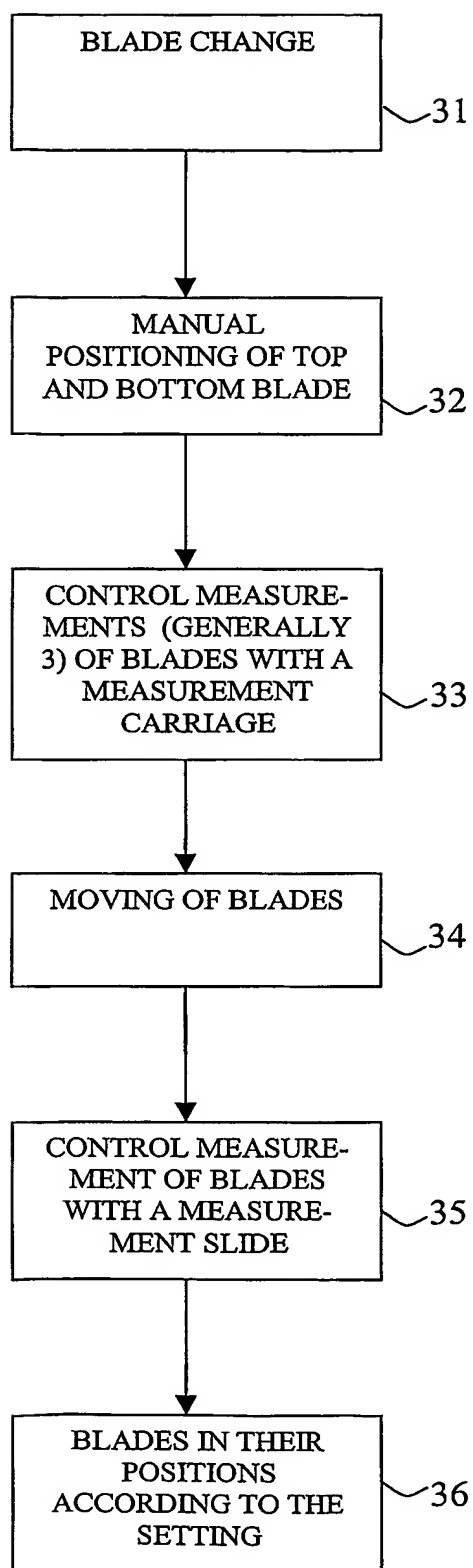 BLADE CHANGE
31
MANUAL
POSITIONING OF TOP
AND BOTTOM BLADE
32
CONTROL MEASURE-
MENTS (GENERALLY
3) OF BLADES WITH A
MEASUREMENT
CARRIAGE
33
MOVING OF BLADES
34
CONTROL MEASURE-
MENT OF BLADES
WITH A MEASURE-
MENT SLIDE
35
BLADES IN THEIR
POSITIONS
ACCORDING TO THE
SETTING
36